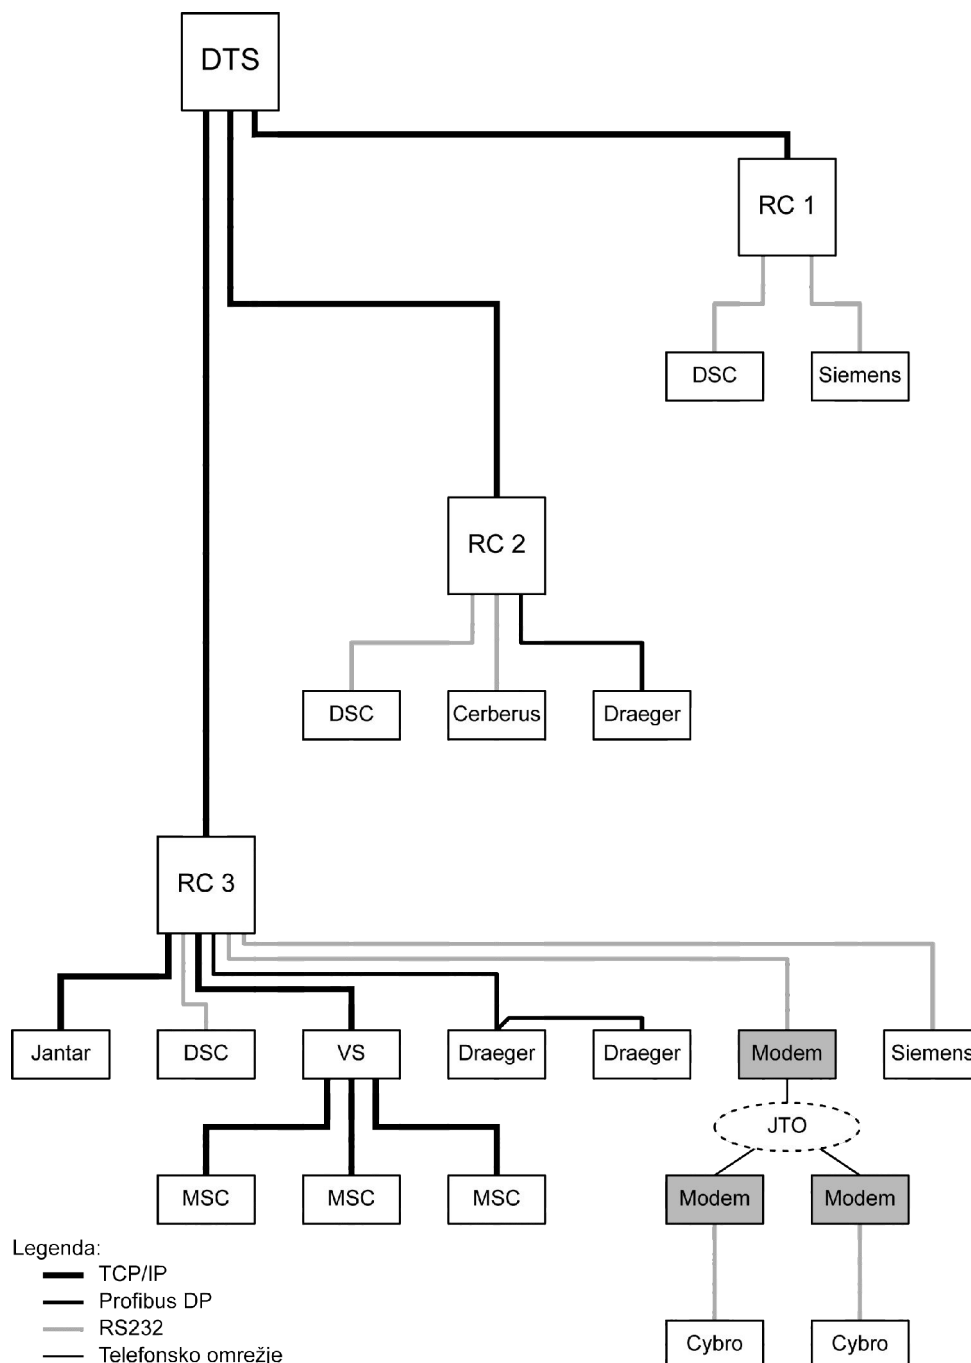 DTS
RC 1
DSC
Siemens
RC 2
DSC
Cerberus
Draeger
RC 3
Jantar
DSC
VS
Draeger
Draeger
Modem
Siemens
JTO
MSC
MSC
MSC
Modem
Modem
Legenda:
TCP/IP
Profibus DP
RS232
Telefonsko omrežje
Cybro
Cybro